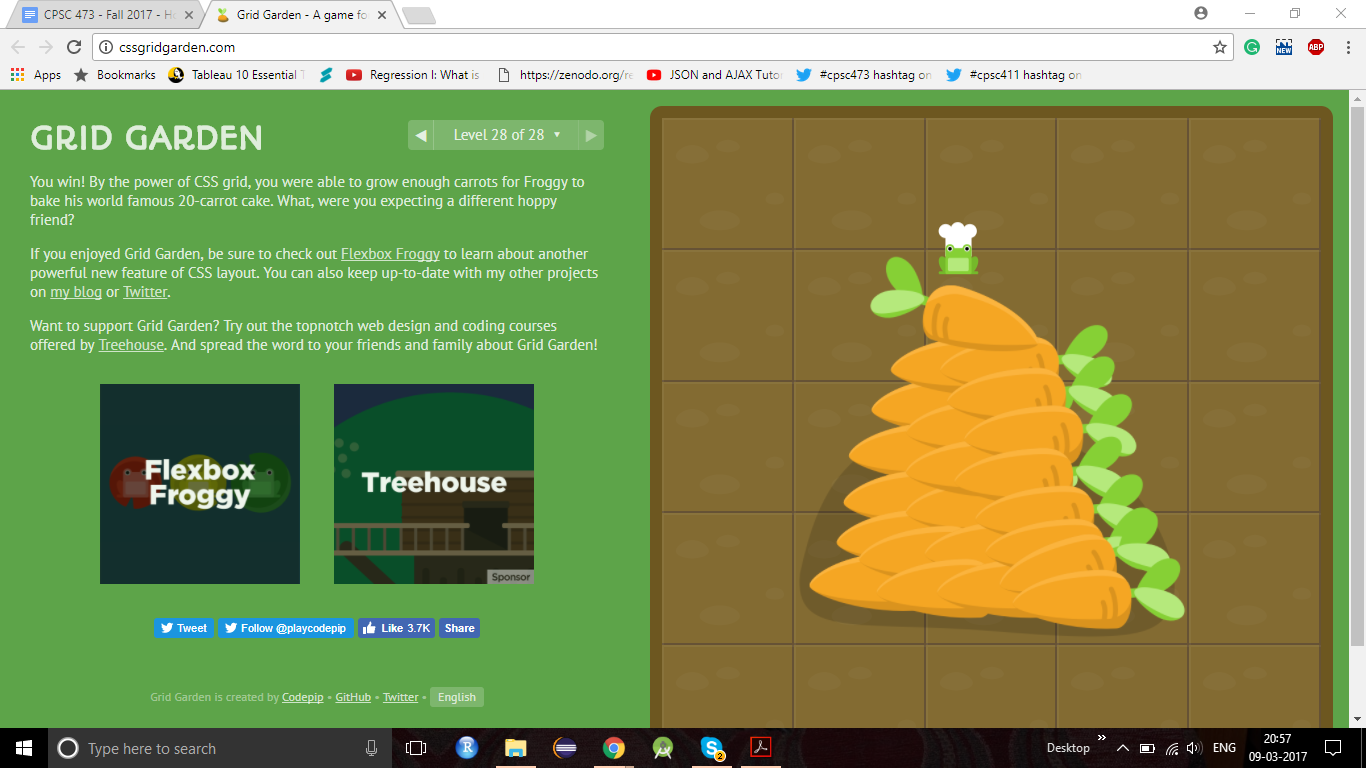 CPSC 473 - Fall 2017 - H
Grid Garden - A game fo
cssgridgarden.com
Apps
Bookmarks
Tableau 10 Essential
Regression I: What is
https://zenodo.org/re
JSON and AJAX Tuto
#cpsc473 hashtag on
#cpsc411 hashtag on
NEW
ABP
GRID GARDEN
Level 28 of 28
You win! By the power of CSS grid, you were able to grow enough carrots for Froggy to
bake his world famous 20-carrot cake. What, were you expecting a different hoppy
friend?
If you enjoyed Grid Garden, be sure to check out Flexbox Froggy to learn about another
powerful new feature of CSS layout. You can also keep up-to-date with my other projects
on my blog or Twitter.
Want to support Grid Garden? Try out the topnotch web design and coding courses
offered by Treehouse. And spread the word to your friends and family about Grid Garden!
Flexbox
Froggy
Treehouse
Sponsor
Tweet
Follow @playcodepip
Like 3.7K
Share
Grid Garden is created by Codepip • GitHub • Twitter • English
Type here to search
R
S
2
Desktop
ENG
20:57
09-03-2017